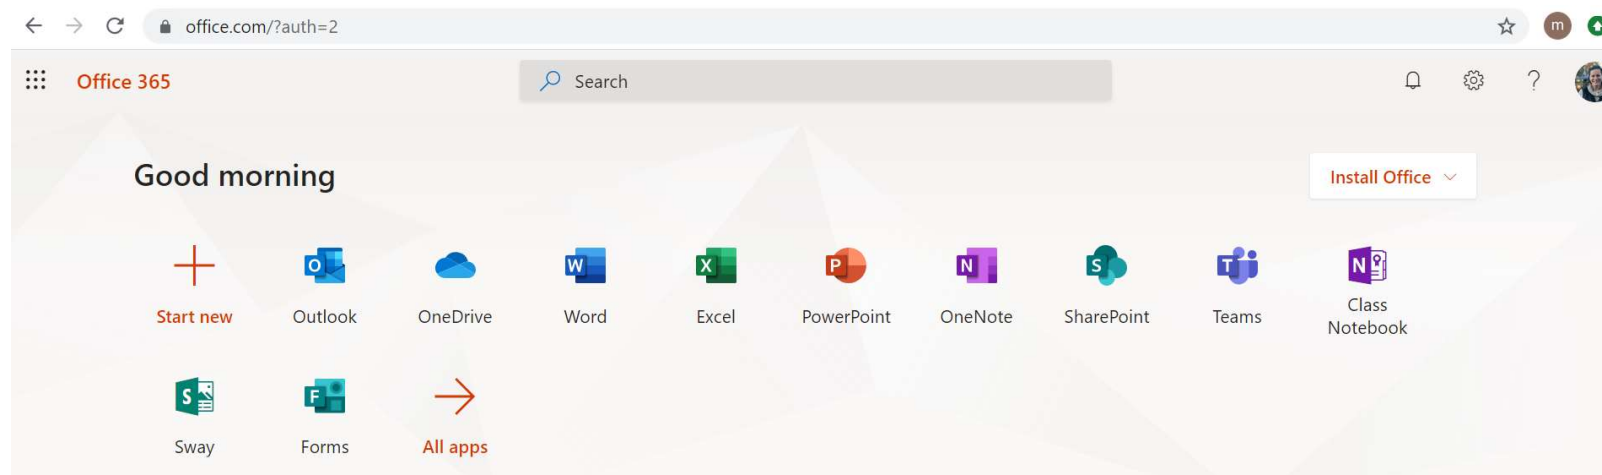 office.com/?auth=2
m
Office 365
Search
?
Good morning
Install Office
Start new
Outlook
OneDrive
Word
Excel
PowerPoint
OneNote
SharePoint
Teams
Class
Notebook
Sway
Forms
All apps